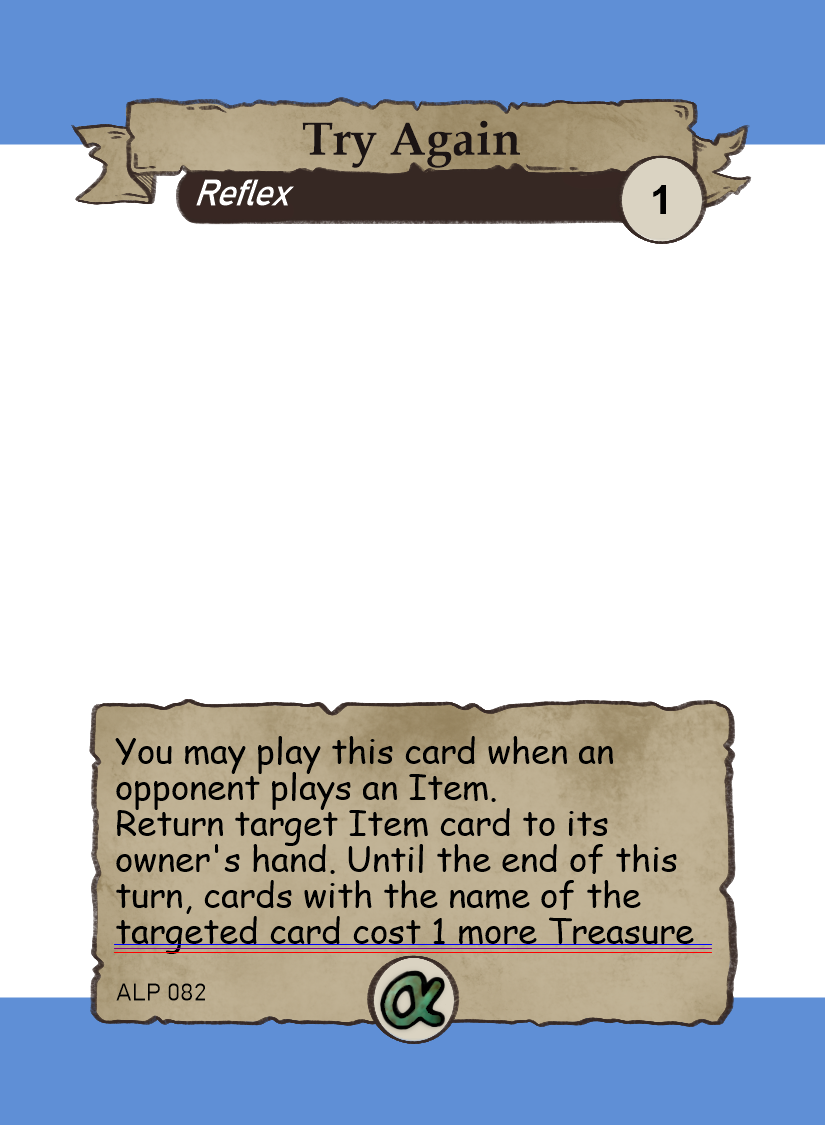 Try Again
Reflex
1
You may play this card when an
opponent plays an Item.
Return target Item card to its
owner's hand. Until the end of this
turn, cards with the name of the
targeted card cost 1 more Treasure
ALP 082
α